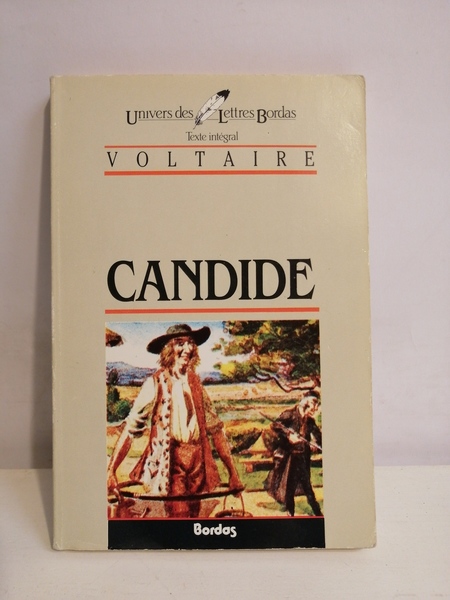 Univers des Lettres Bordas
Texte intégral
VOLTAIRE
CANDIDE
Bordas